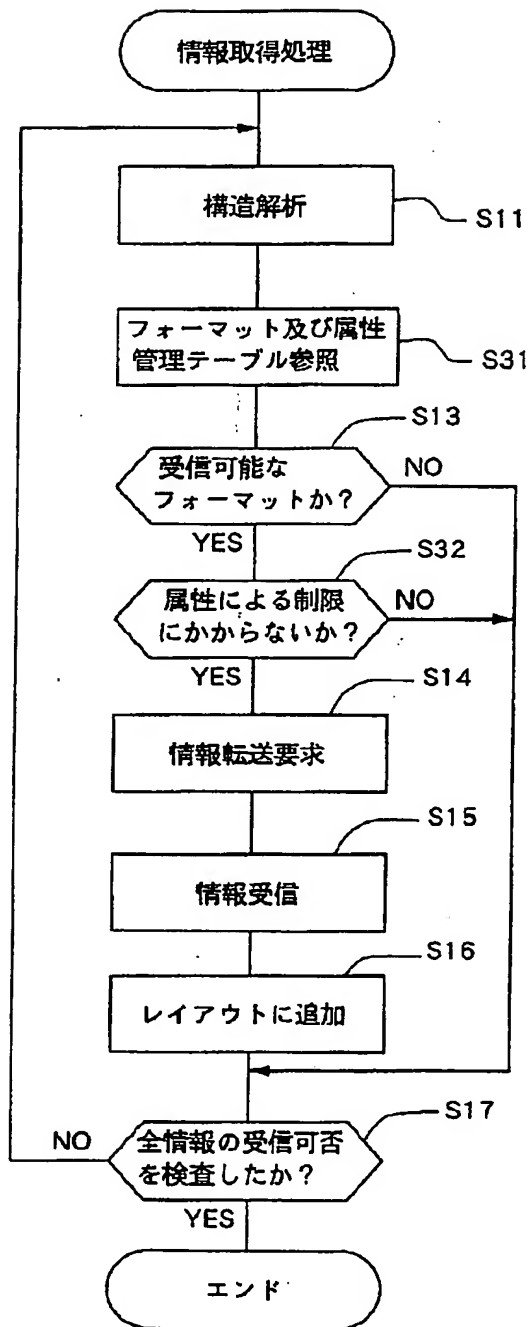 情報取得処理
構造解析
S11
フォーマット及び属性
管理テーブル参照
S31
S13
受信可能な
フォーマットか？
NO
YES
S32
属性による制限
にかからないか？
NO
YES
S14
情報転送要求
S15
情報受信
S16
レイアウトに追加
S17
NO
全情報の受信可否
を検査したか？
YES
エンド